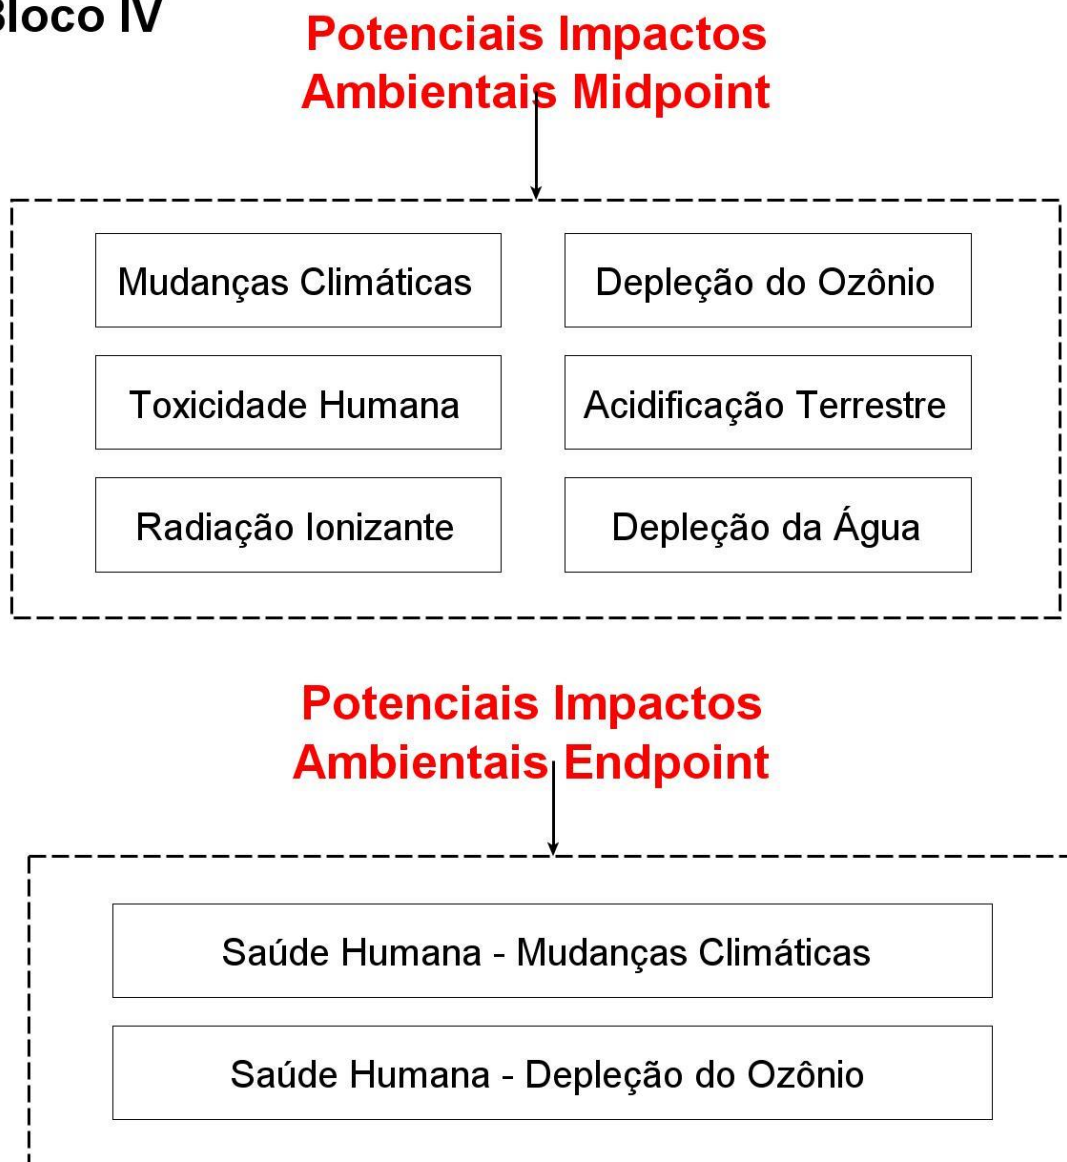 Bloco IV
Potenciais Impactos
Ambientais Midpoint
Mudanças Climáticas
Depleção do Ozônio
Toxicidade Humana
Acidificação Terrestre
Radiação Ionizante
Depleção da Água
Potenciais Impactos
Ambientais Endpoint
Saúde Humana - Mudanças Climáticas
Saúde Humana - Depleção do Ozônio